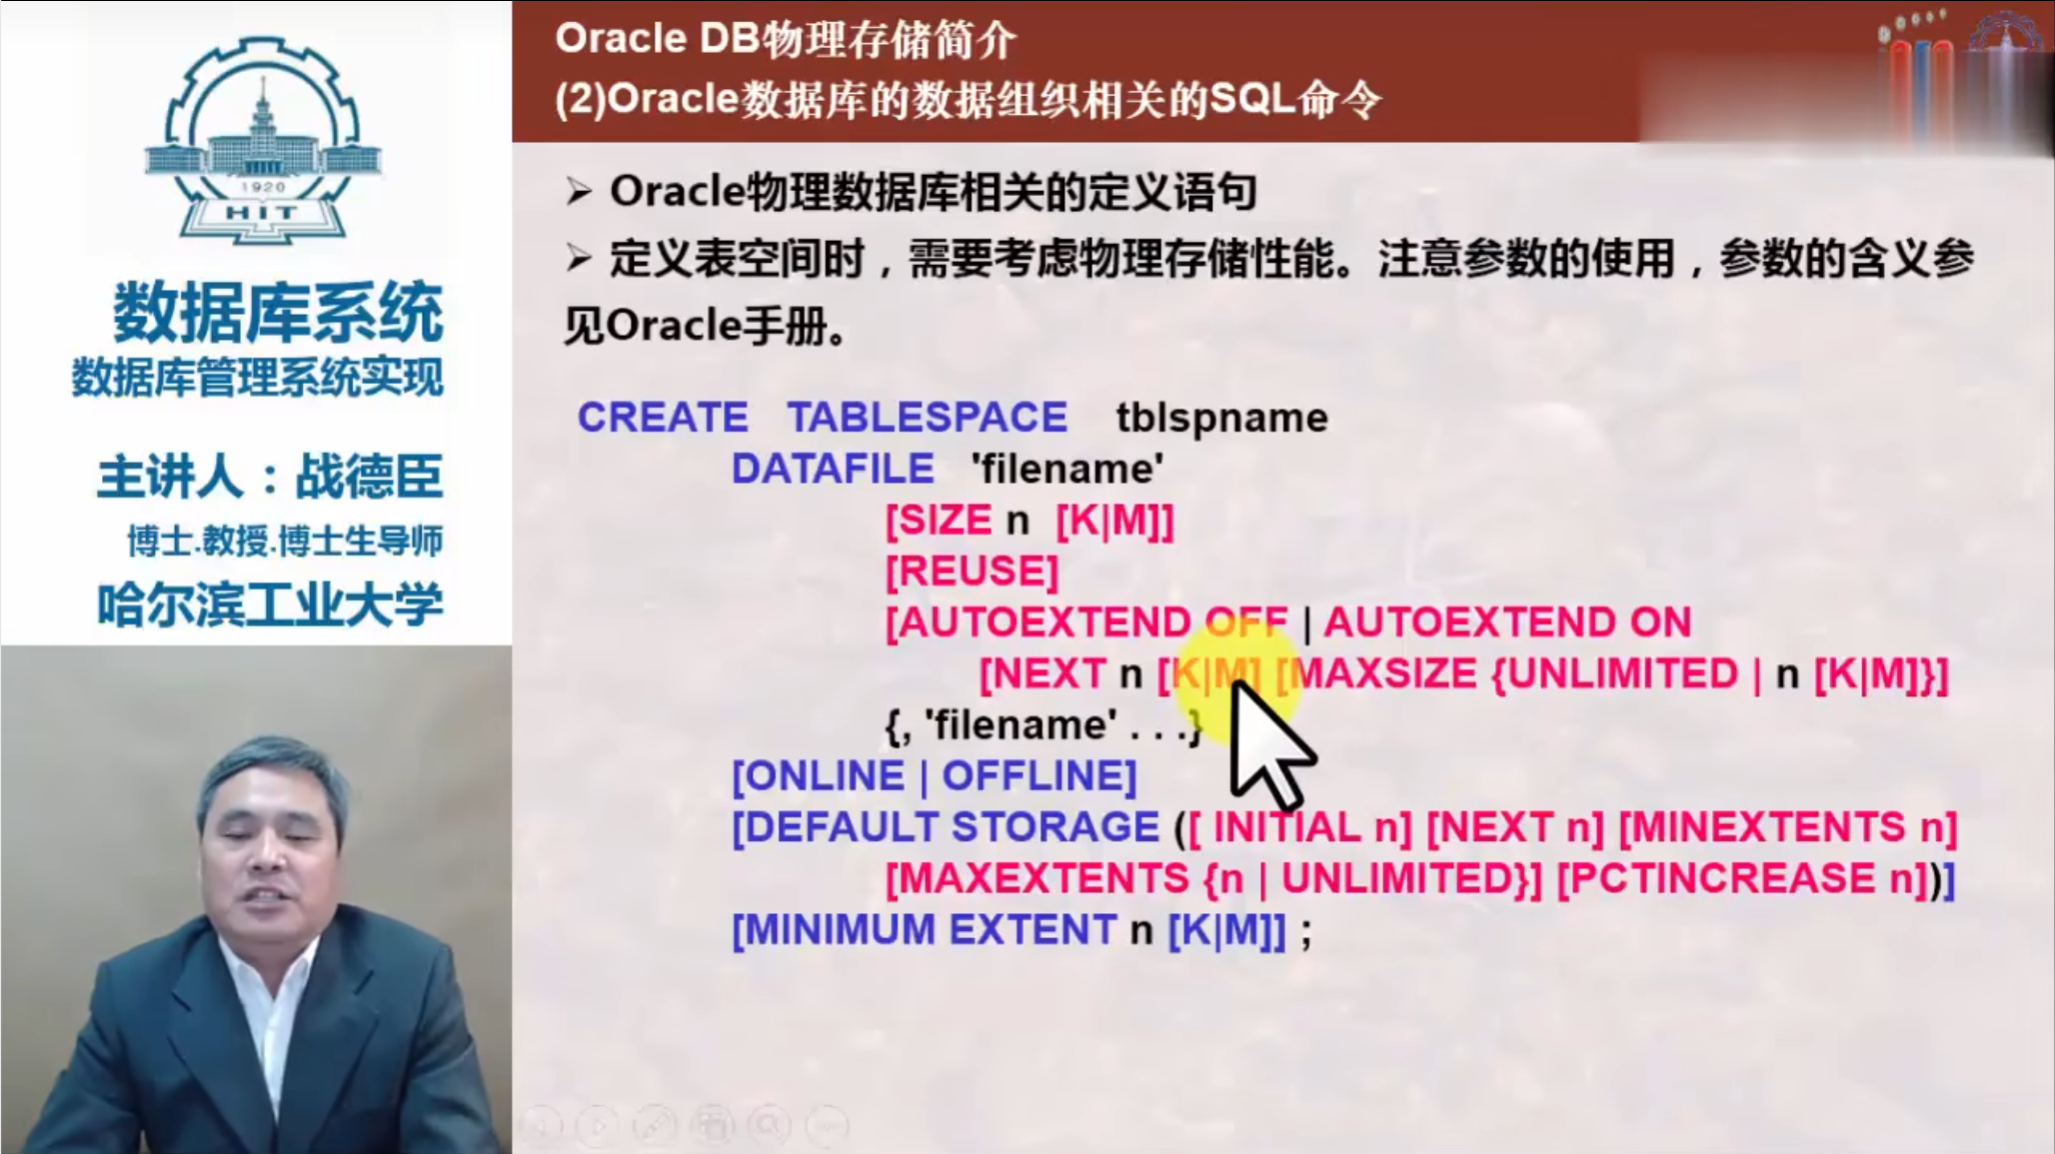 1920
HIT
数据库系统
数据库管理系统实现
主讲人：战德臣
博士.教授.博士生导师
哈尔滨工业大学
Oracle DB物理存储简介
(2)Oracle数据库的数据组织相关的SQL命令
➢ Oracle物理数据库相关的定义语句
➢ 定义表空间时，需要考虑物理存储性能。注意参数的使用，参数的含义参
见Oracle手册。
CREATE TABLESPACE tblspname
DATAFILE 'filename'
[SIZE n [K|M]]
[REUSE]
[AUTOEXTEND OFF | AUTOEXTEND ON
[NEXT n [K|M] [MAXSIZE {UNLIMITED | n [K|M]}]
{, 'filename' . . .}
[ONLINE | OFFLINE]
[DEFAULT STORAGE ([ INITIAL n] [NEXT n] [MINEXTENTS n]
[MAXEXTENTS {n | UNLIMITED}] [PCTINCREASE n])]
[MINIMUM EXTENT n [K|M]] ;